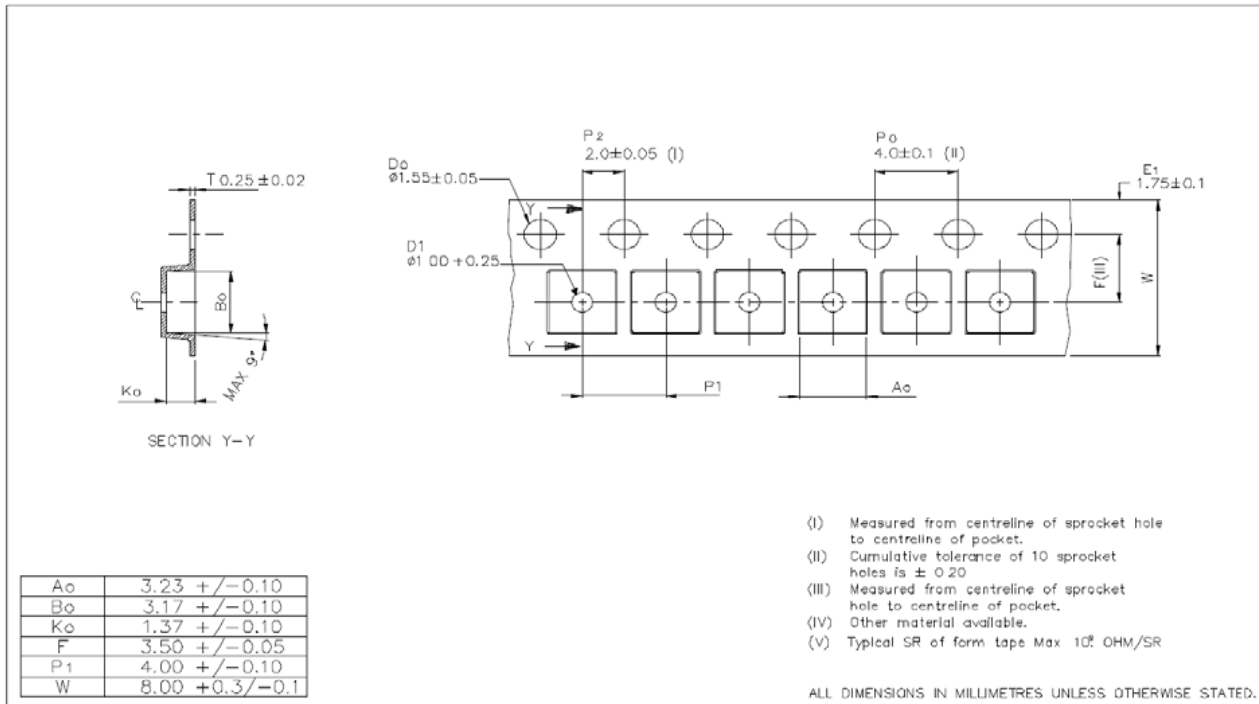 P2
2.0±0.05 (I)
Po
4.0±0.1 (II)
Do
Ø1.55±0.05
E1
1.75±0.1
T 0.25±0.02
Y
D1
Ø1.00 +0.25
F(III)
W
Bo
℄
Y
MAX 9°
Ko
P1
Ao
SECTION Y-Y
(I) Measured from centreline of sprocket hole
to centreline of pocket.
(II) Cumulative tolerance of 10 sprocket
holes is ± 0.20
(III) Measured from centreline of sprocket
hole to centreline of pocket.
(IV) Other material available.
(V) Typical SR of form tape Max OHM/SR
Ao 3.23 +/-0.10
Bo 3.17 +/-0.10
Ko 1.37 +/-0.10
F 3.50 +/-0.05
P1 4.00 +/-0.10
W 8.00 +0.3/-0.1
ALL DIMENSIONS IN MILLIMETRES UNLESS OTHERWISE STATED.